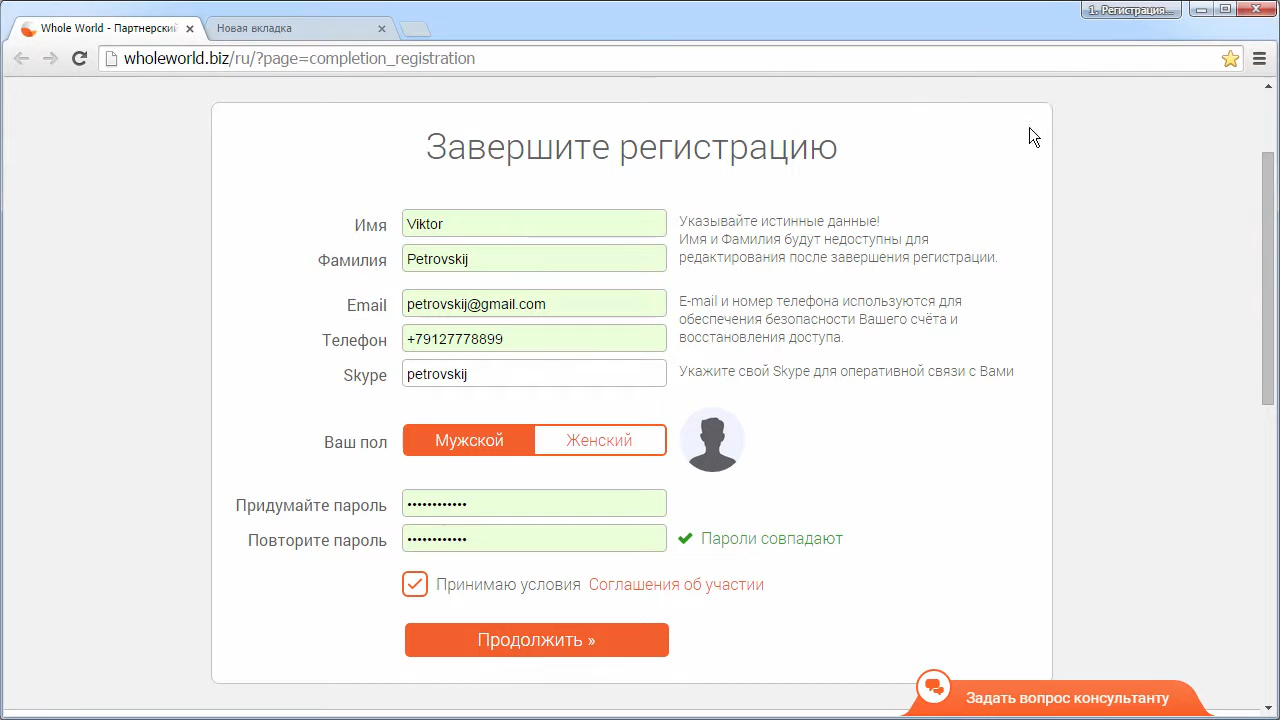 1. Регистрация...
Whole World - Партнерский
Новая вкладка
wholeworld.biz/ru/?page=completion_registration
Завершите регистрацию
Имя
Viktor
Указывайте истинные данные!
Имя и Фамилия будут недоступны для
редактирования после завершения регистрации.
Фамилия
Petrovskij
Email
petrovskij@gmail.com
E-mail и номер телефона используются для
обеспечения безопасности Вашего счёта и
восстановления доступа.
Телефон
+79127778899
Skype
petrovskij
Укажите свой Skype для оперативной связи с Вами
Ваш пол
Мужской
Женский
Придумайте пароль
••••••••••••
Повторите пароль
••••••••••••
Пароли совпадают
Принимаю условия Соглашения об участии
Продолжить »
Задать вопрос консультанту